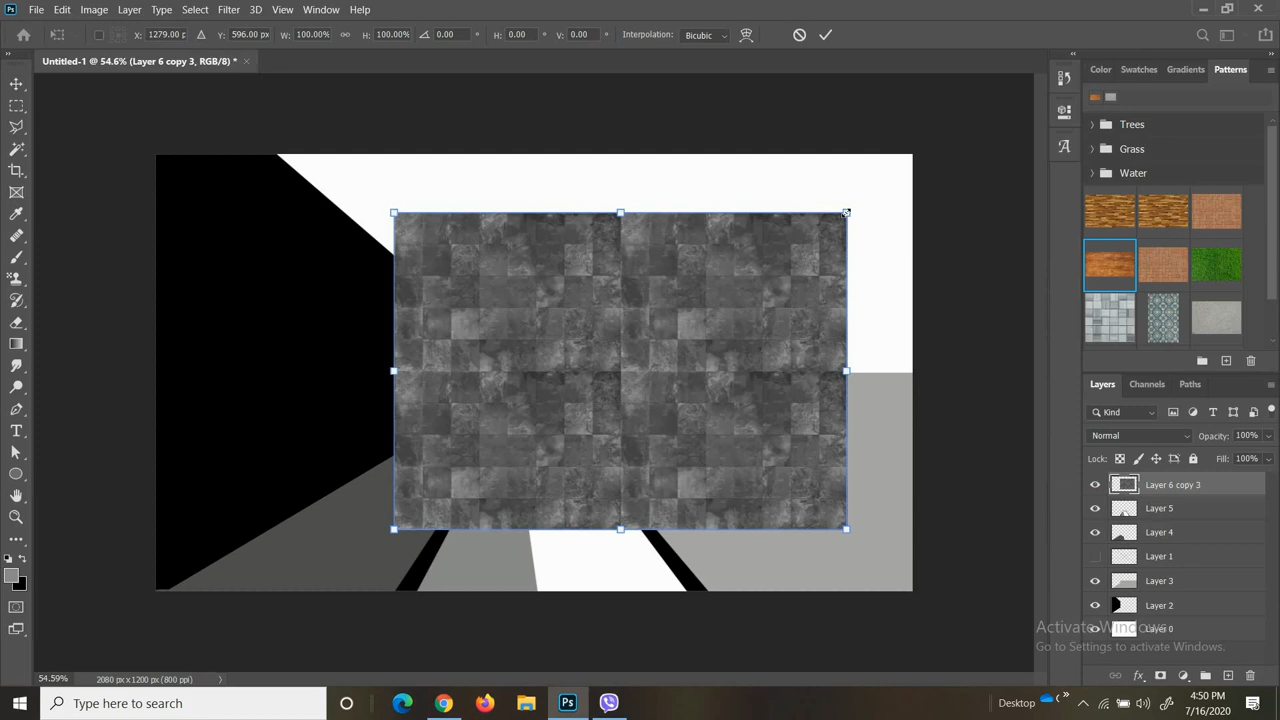 Ps File Edit Image Layer Type Select Filter 3D View Window Help
X: 1279.00 p Y: 596.00 px W: 100.00% H: 100.00% 0.00 ° H: 0.00 ° V: 0.00 ° Interpolation: Bicubic
Untitled-1 @ 54.6% (Layer 6 copy 3, RGB/8) * ×
Color Swatches Gradients Patterns
Trees
Grass
Water
Layers Channels Paths
Kind
Normal Opacity: 100%
Lock: Fill: 100%
Layer 6 copy 3
Layer 5
Layer 4
Layer 1
Layer 3
Layer 2
Layer 0
Activate Windows
Go to Settings to activate Windows.
54.59% 2080 px x 1200 px (800 ppi)
Type here to search
Ps
Desktop
4:50 PM
7/16/2020